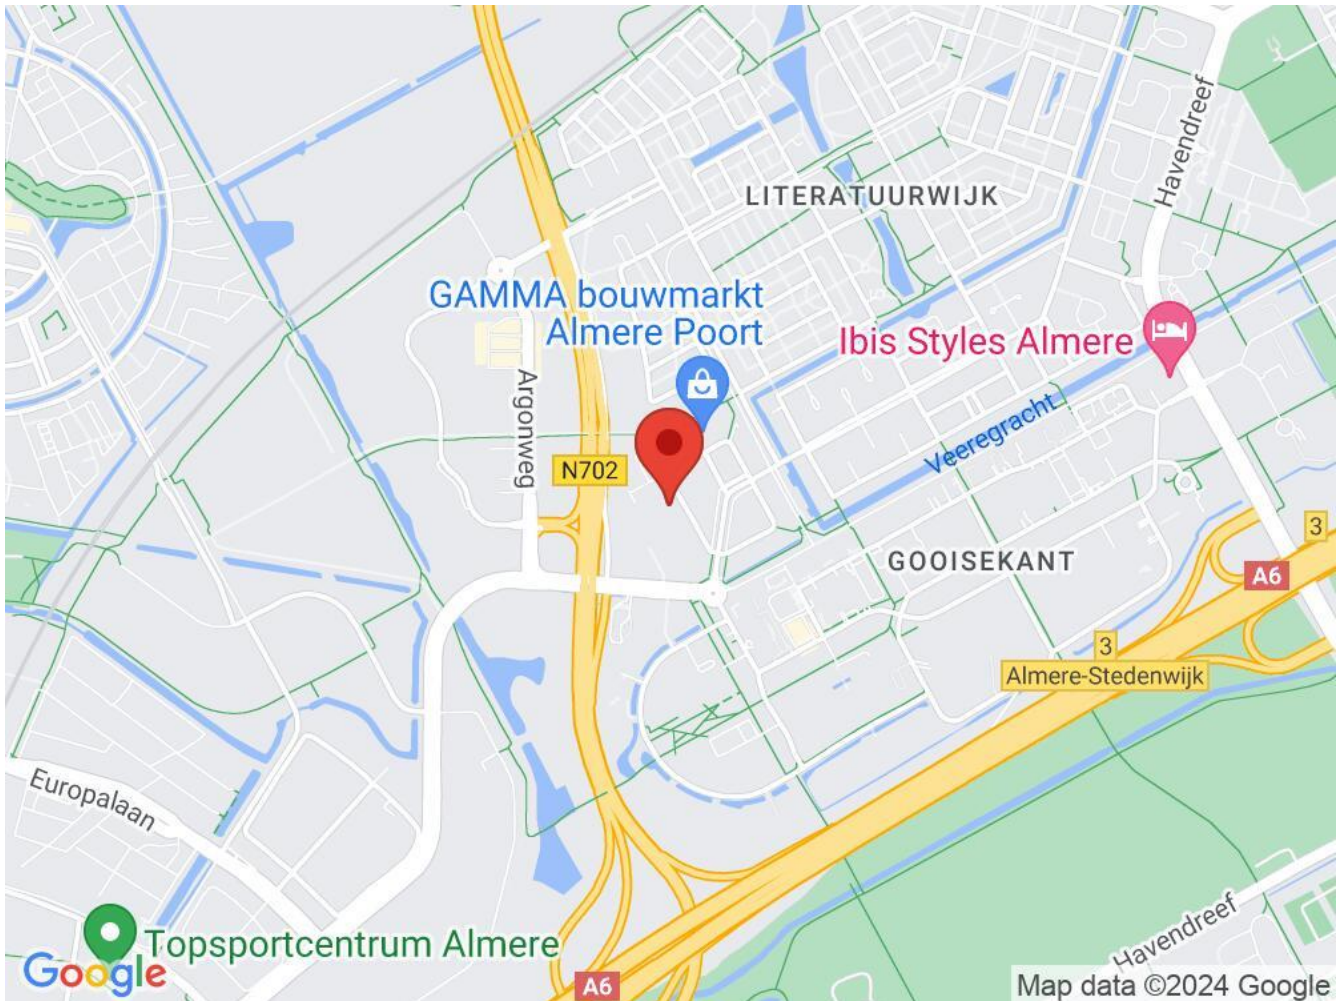 Havendreef
LITERATUURWIJK
GAMMA bouwmarkt
Almere Poort
Ibis Styles Almere
Argonweg
Veeregracht
N702
3
GOOISEKANT
A6
3
Almere-Stedenwijk
Europalaan
Havendreef
Topsportcentrum Almere
Google
A6
Map data ©2024 Google